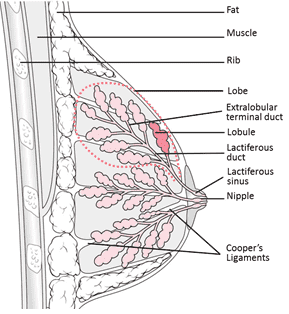 Fat
Muscle
Rib
Lobe
Extralobular
terminal duct
Lobule
Lactiferous
duct
Lactiferous
sinus
Nipple
Cooper's
Ligaments